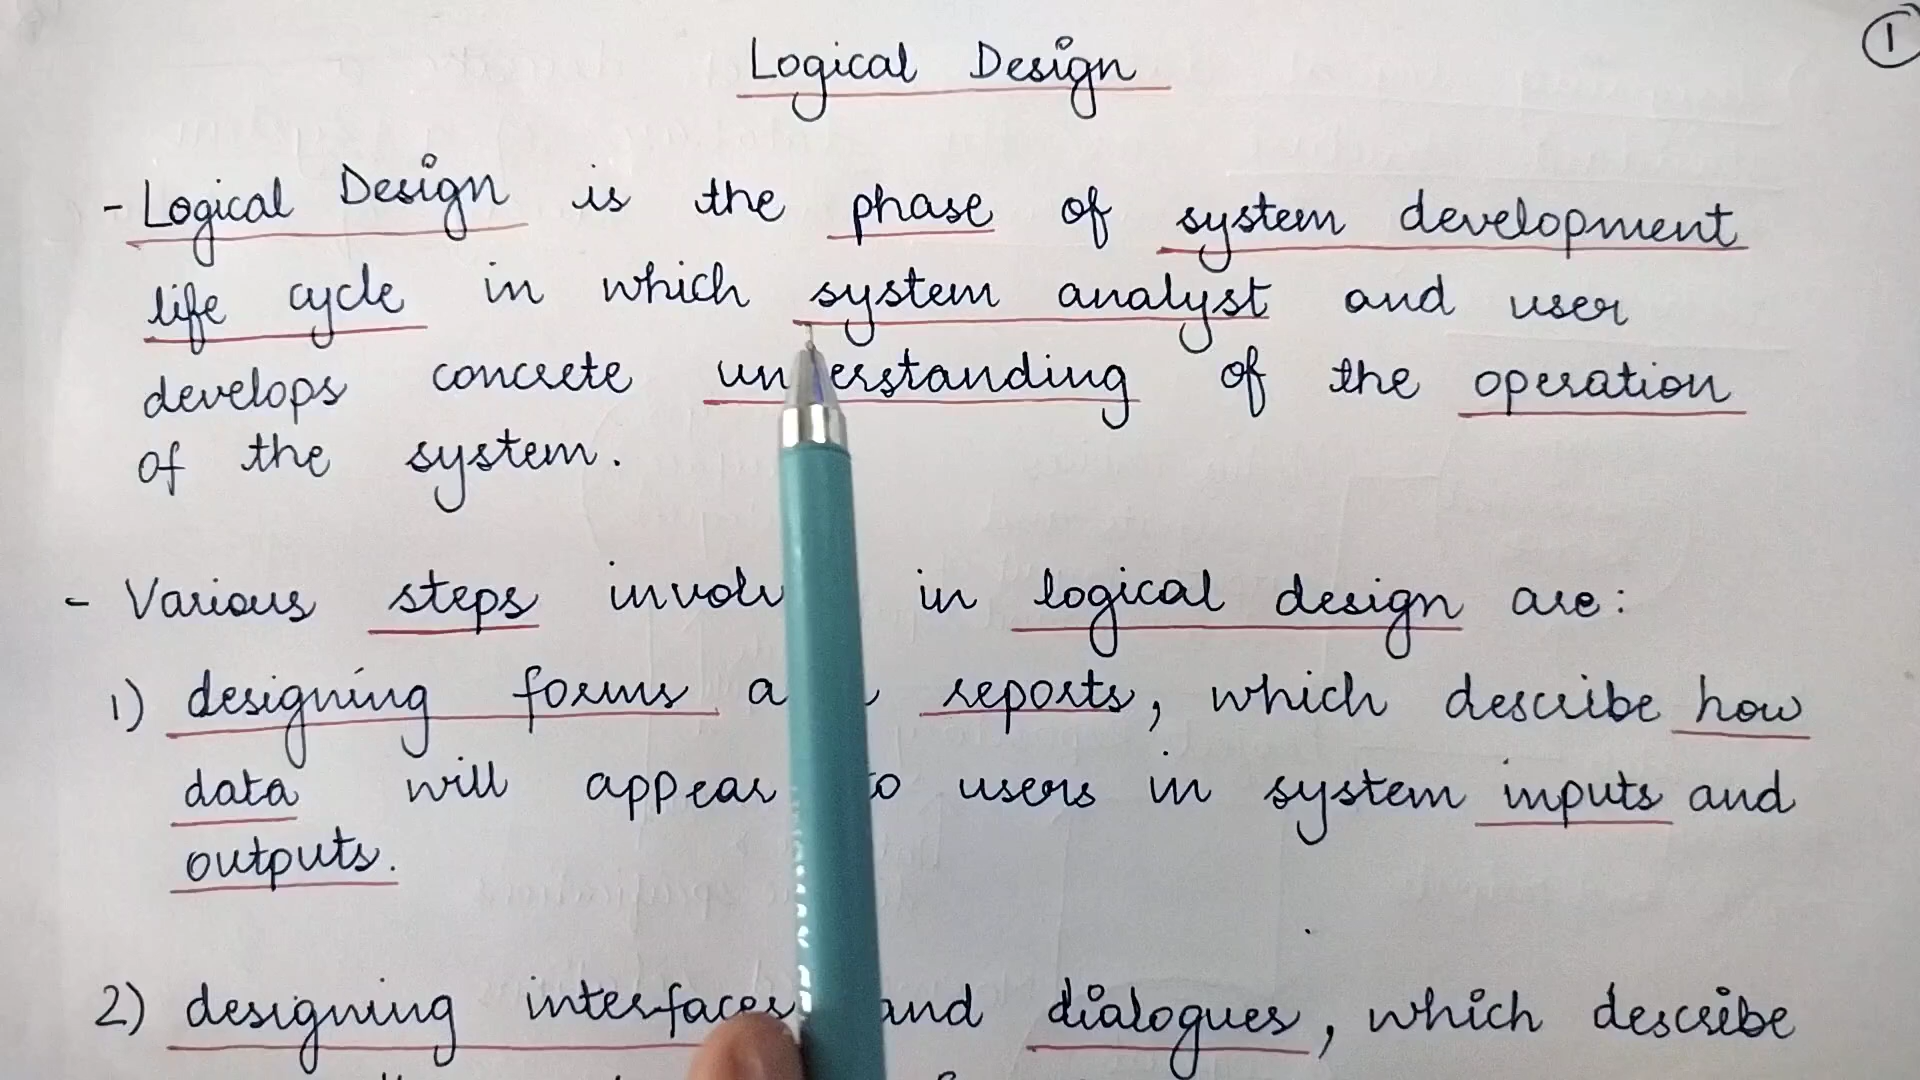 1
Logical Design
- Logical Design is the phase of system development
life cycle in which system analyst and user
develops concrete understanding of the operation
of the system.
- Various steps in logical design are:
1) designing forms reports, which describe how
data will appear to users in system inputs and
outputs.
2) designing interfaces and dialogues, which describe